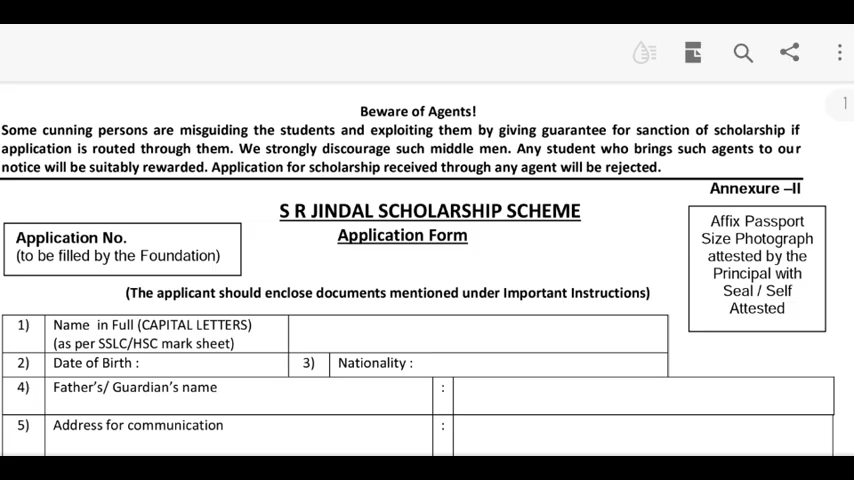 1
Beware of Agents!
Some cunning persons are misguiding the students and exploiting them by giving guarantee for sanction of scholarship if
application is routed through them. We strongly discourage such middle men. Any student who brings such agents to our
notice will be suitably rewarded. Application for scholarship received through any agent will be rejected.
Annexure –II
S R JINDAL SCHOLARSHIP SCHEME
Application Form
Application No.
(to be filled by the Foundation)
Affix Passport
Size Photograph
attested by the
Principal with
Seal / Self
Attested
(The applicant should enclose documents mentioned under Important Instructions)
1) Name in Full (CAPITAL LETTERS)
(as per SSLC/HSC mark sheet)
2) Date of Birth : 3) Nationality :
4) Father's/ Guardian's name :
5) Address for communication :